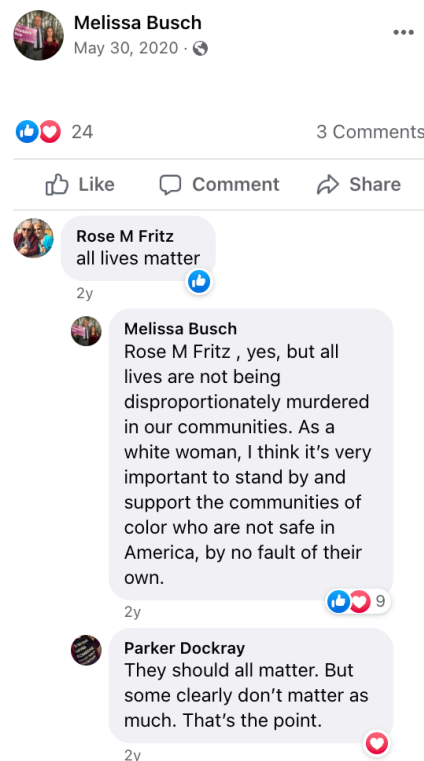 Melissa Busch
May 30, 2020 ·
24
3 Comments
Like
Comment
Share
Rose M Fritz
all lives matter
2y
Melissa Busch
Rose M Fritz , yes, but all
lives are not being
disproportionately murdered
in our communities. As a
white woman, I think it's very
important to stand by and
support the communities of
color who are not safe in
America, by no fault of their
own.
9
2y
Parker Dockray
They should all matter. But
some clearly don't matter as
much. That's the point.
2y